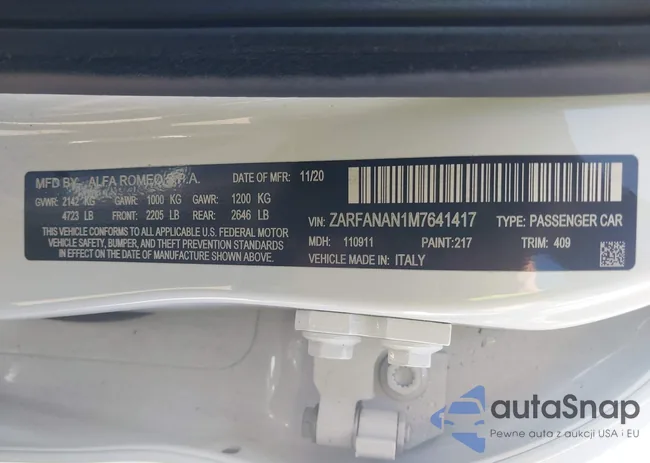 MFD BY: ALFA ROMEO S.P.A. DATE OF MFR: 11/20
GVWR: 2142 KG GAWR: 1000 KG GAWR: 1200 KG
4723 LB FRONT: 2205 LB REAR: 2646 LB
THIS VEHICLE CONFORMS TO ALL APPLICABLE U.S. FEDERAL MOTOR
VEHICLE SAFETY, BUMPER, AND THEFT PREVENTION STANDARDS
IN EFFECT ON THE DATE OF MANUFACTURE SHOWN ABOVE.
VIN: ZARFANAN1M7641417 TYPE: PASSENGER CAR
MDH: 110911 PAINT: 217 TRIM: 409
VEHICLE MADE IN: ITALY
autaSnap
Pewne auta z aukcji USA i EU